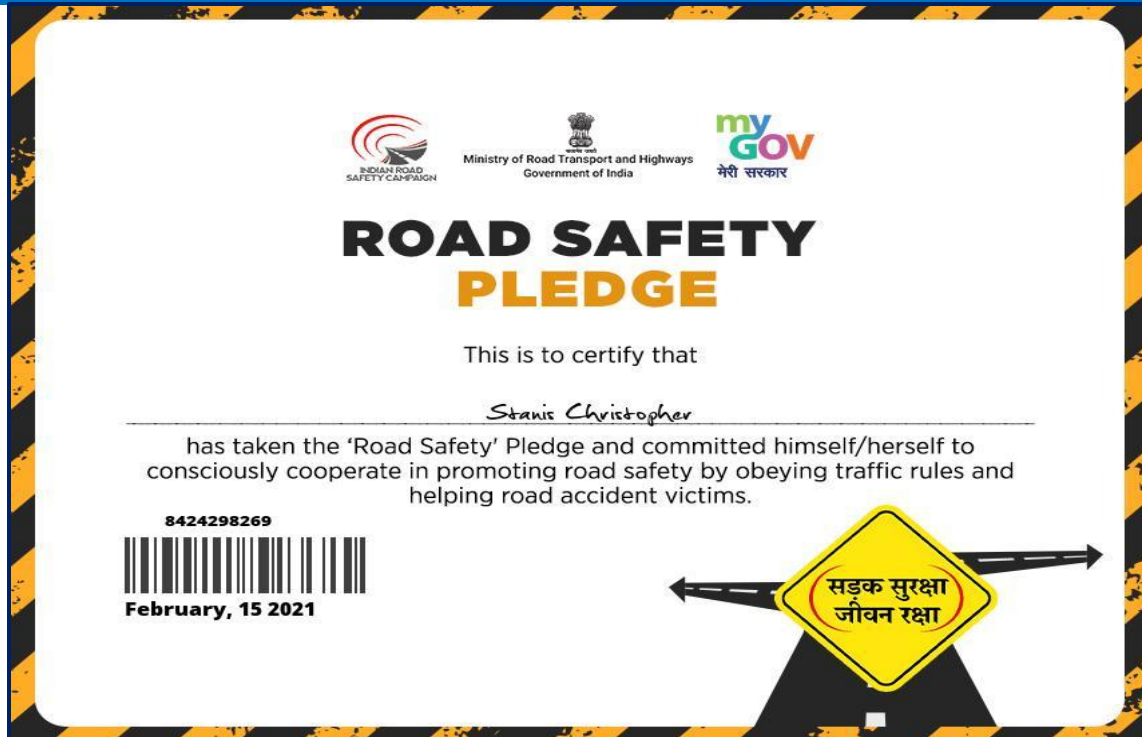 INDIAN ROAD
SAFETY CAMPAIGN
सत्यमेव जयते
Ministry of Road Transport and Highways
Government of India
my
GOV
मेरी सरकार
ROAD SAFETY
PLEDGE
This is to certify that
Stanis Christopher
has taken the ‘Road Safety’ Pledge and committed himself/herself to
consciously cooperate in promoting road safety by obeying traffic rules and
helping road accident victims.
8424298269
February, 15 2021
सड़क सुरक्षा
जीवन रक्षा